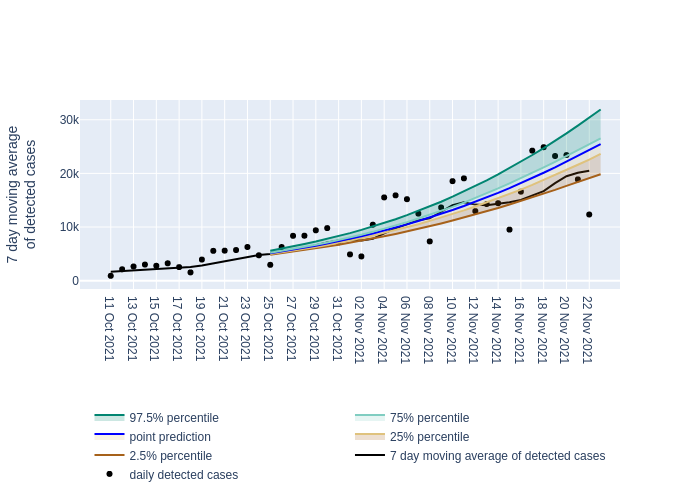 7 day moving average
of detected cases
30k
20k
10k
0
11 Oct 2021
13 Oct 2021
15 Oct 2021
17 Oct 2021
19 Oct 2021
21 Oct 2021
23 Oct 2021
25 Oct 2021
27 Oct 2021
29 Oct 2021
31 Oct 2021
02 Nov 2021
04 Nov 2021
06 Nov 2021
08 Nov 2021
10 Nov 2021
12 Nov 2021
14 Nov 2021
16 Nov 2021
18 Nov 2021
20 Nov 2021
22 Nov 2021
97.5% percentile
75% percentile
point prediction
25% percentile
2.5% percentile
7 day moving average of detected cases
daily detected cases